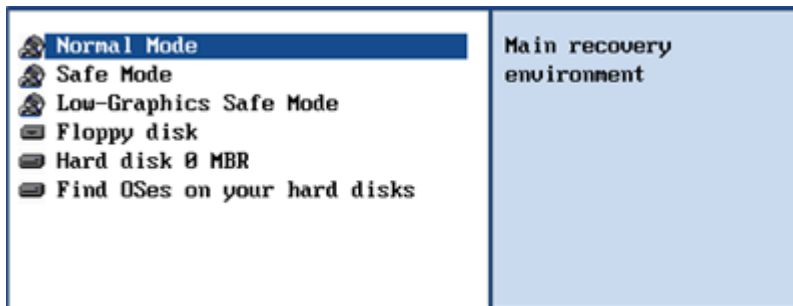 Normal Mode
Safe Mode
Low-Graphics Safe Mode
Floppy disk
Hard disk 0 MBR
Find OSes on your hard disks
Main recovery
environment